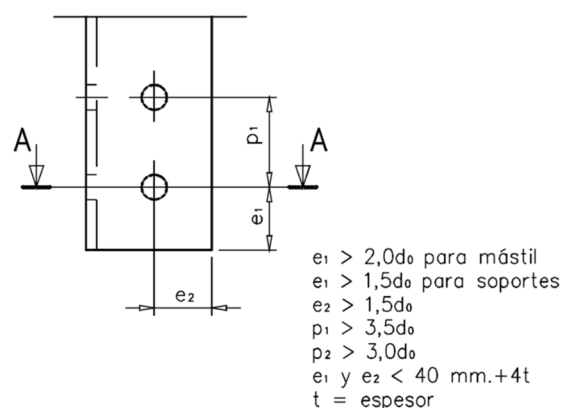 p₁
A
A
e₁
e₂
e₁ > 2,0d₀ para mástil
e₁ > 1,5d₀ para soportes
e₂ > 1,5d₀
p₁ > 3,5d₀
p₂ > 3,0d₀
e₁ y e₂ < 40 mm.+4t
t = espesor